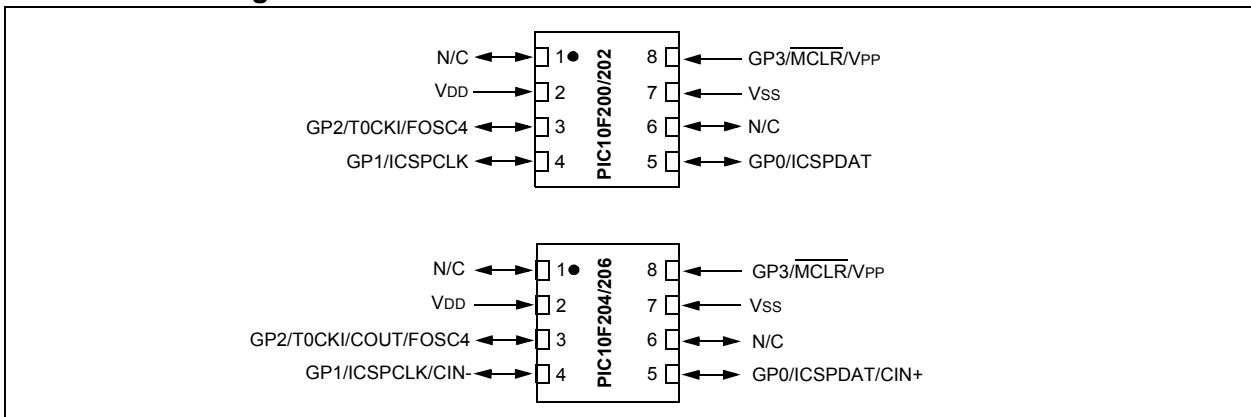 N/C 1 PIC10F200/202 8 GP3/MCLR/VPP
VDD 2 7 VSS
GP2/T0CKI/FOSC4 3 6 N/C
GP1/ICSPCLK 4 5 GP0/ICSPDAT
N/C 1 PIC10F204/206 8 GP3/MCLR/VPP
VDD 2 7 VSS
GP2/T0CKI/COUT/FOSC4 3 6 N/C
GP1/ICSPCLK/CIN- 4 5 GP0/ICSPDAT/CIN+